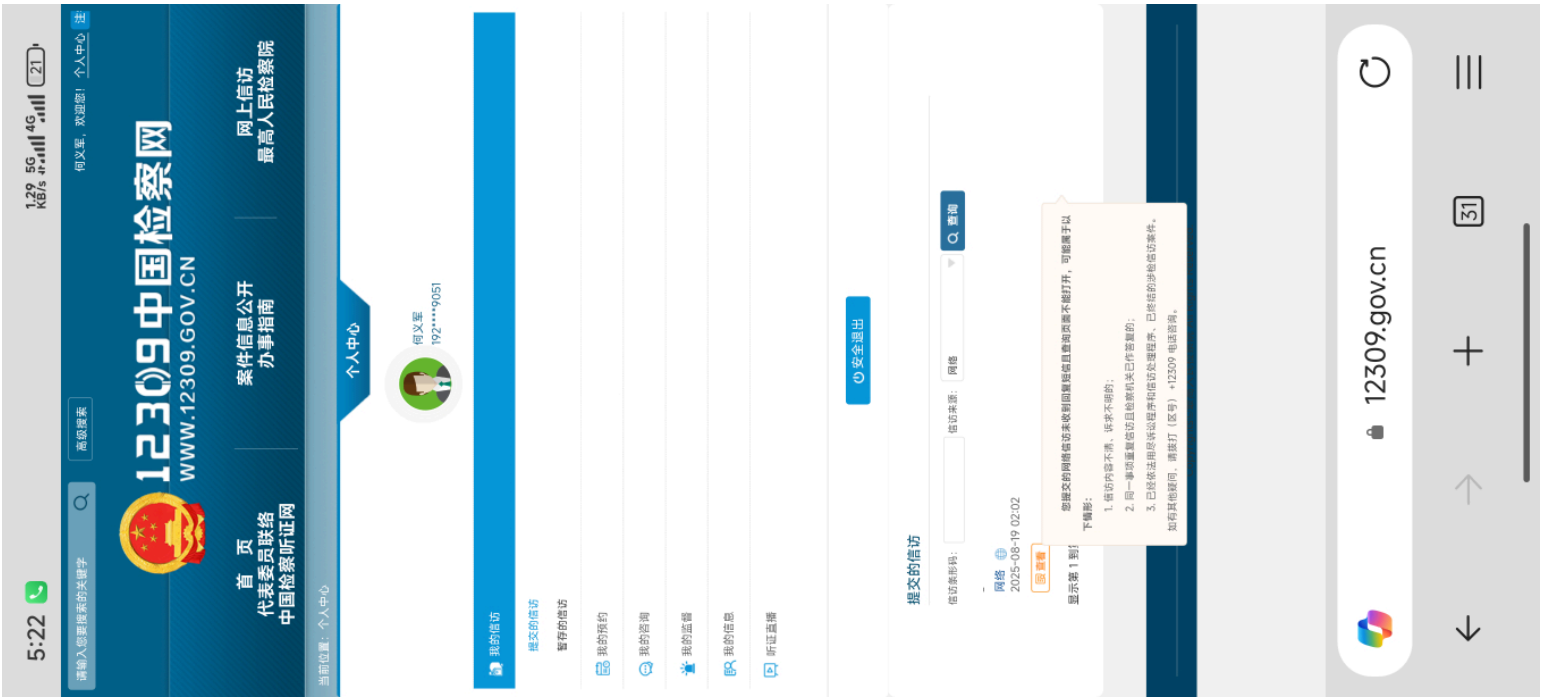 5:22
1.29 KB/s 5G 4G 21
请输入您要搜索的关键字
高级搜索
何义军，欢迎您！ 个人中心 注
12309中国检察网
WWW.12309.GOV.CN
首 页 案件信息公开 网上信访
代表委员联络 办事指南 最高人民检察院
中国检察听证网
当前位置：个人中心
个人中心
何义军
192****9051
我的信访
提交的信访
暂存的信访
我的预约
我的咨询
我的监督
我的信息
听证直播
安全退出
提交的信访
信访条形码： 信访来源： 网络 查询
-
网络
2025-08-19 02:02
查看
显示第 1 到
您提交的网络信访未收到回复短信且查询页面不能打开，可能属于以
下情形：
1. 信访内容不清、诉求不明的；
2. 同一事项重复信访且检察机关已作答复的；
3. 已经依法用尽诉讼程序和信访处理程序、已终结的涉检信访案件。
如有其他疑问，请拨打（区号）+12309 电话咨询。
12309.gov.cn
31